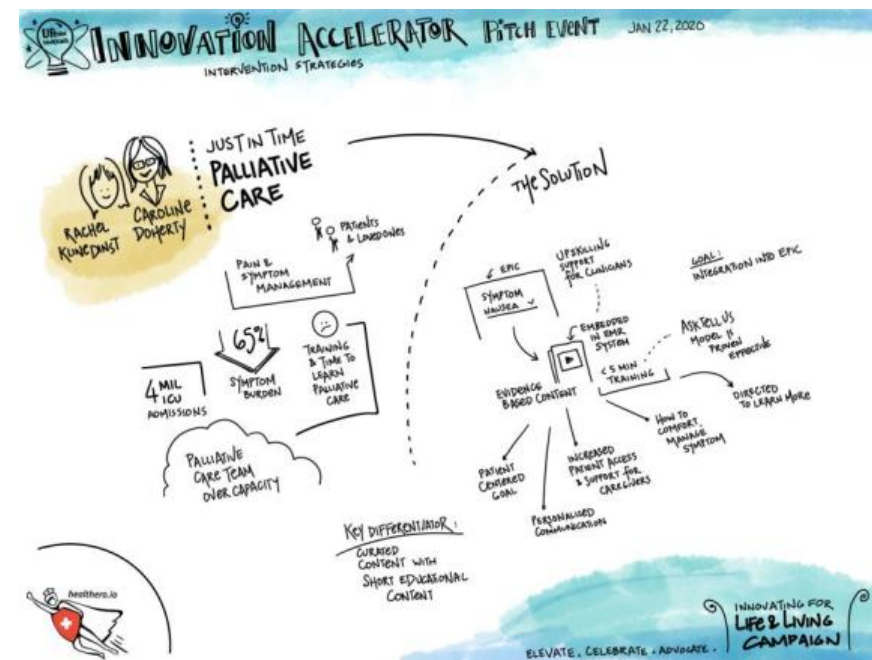 INNOVATION ACCELERATOR PITCH EVENT JAN 22, 2020
INTERVENTION STRATEGIES
RACHEL
KUNEDINST
CAROLINE
DOHERTY
JUST IN TIME
PALLIATIVE
CARE
PATIENTS
& LOVED ONES
PAIN &
SYMPTOM
MANAGEMENT
65%
SYMPTOM
BURDEN
TRAINING
& TIME TO
LEARN
PALLIATIVE
CARE
4 MIL
ICU
ADMISSIONS
PALLIATIVE
CARE TEAM
OVER CAPACITY
THE SOLUTION
EPIC
SYMPTOM
NAUSEA
UPSKILLING
SUPPORT
FOR CLINICIANS
GOAL:
INTEGRATION INTO EPIC
EMBEDDED
IN EMR
SYSTEM
ASK TELL US
MODEL IS
PROVEN
EFFECTIVE
< 5 MIN
TRAINING
EVIDENCE
BASED CONTENT
DIRECTED
TO LEARN MORE
HOW TO
COMFORT,
MANAGE
SYMPTOM
INCREASED
PATIENT ACCESS
& SUPPORT FOR
CAREGIVERS
PATIENT
CENTERED
GOAL
PERSONALISED
COMMUNICATION
KEY DIFFERENTIATOR:
CURATED
CONTENT WITH
SHORT EDUCATIONAL
CONTENT
healthero.io
INNOVATING FOR
LIFE & LIVING
CAMPAIGN
ELEVATE. CELEBRATE. ADVOCATE.